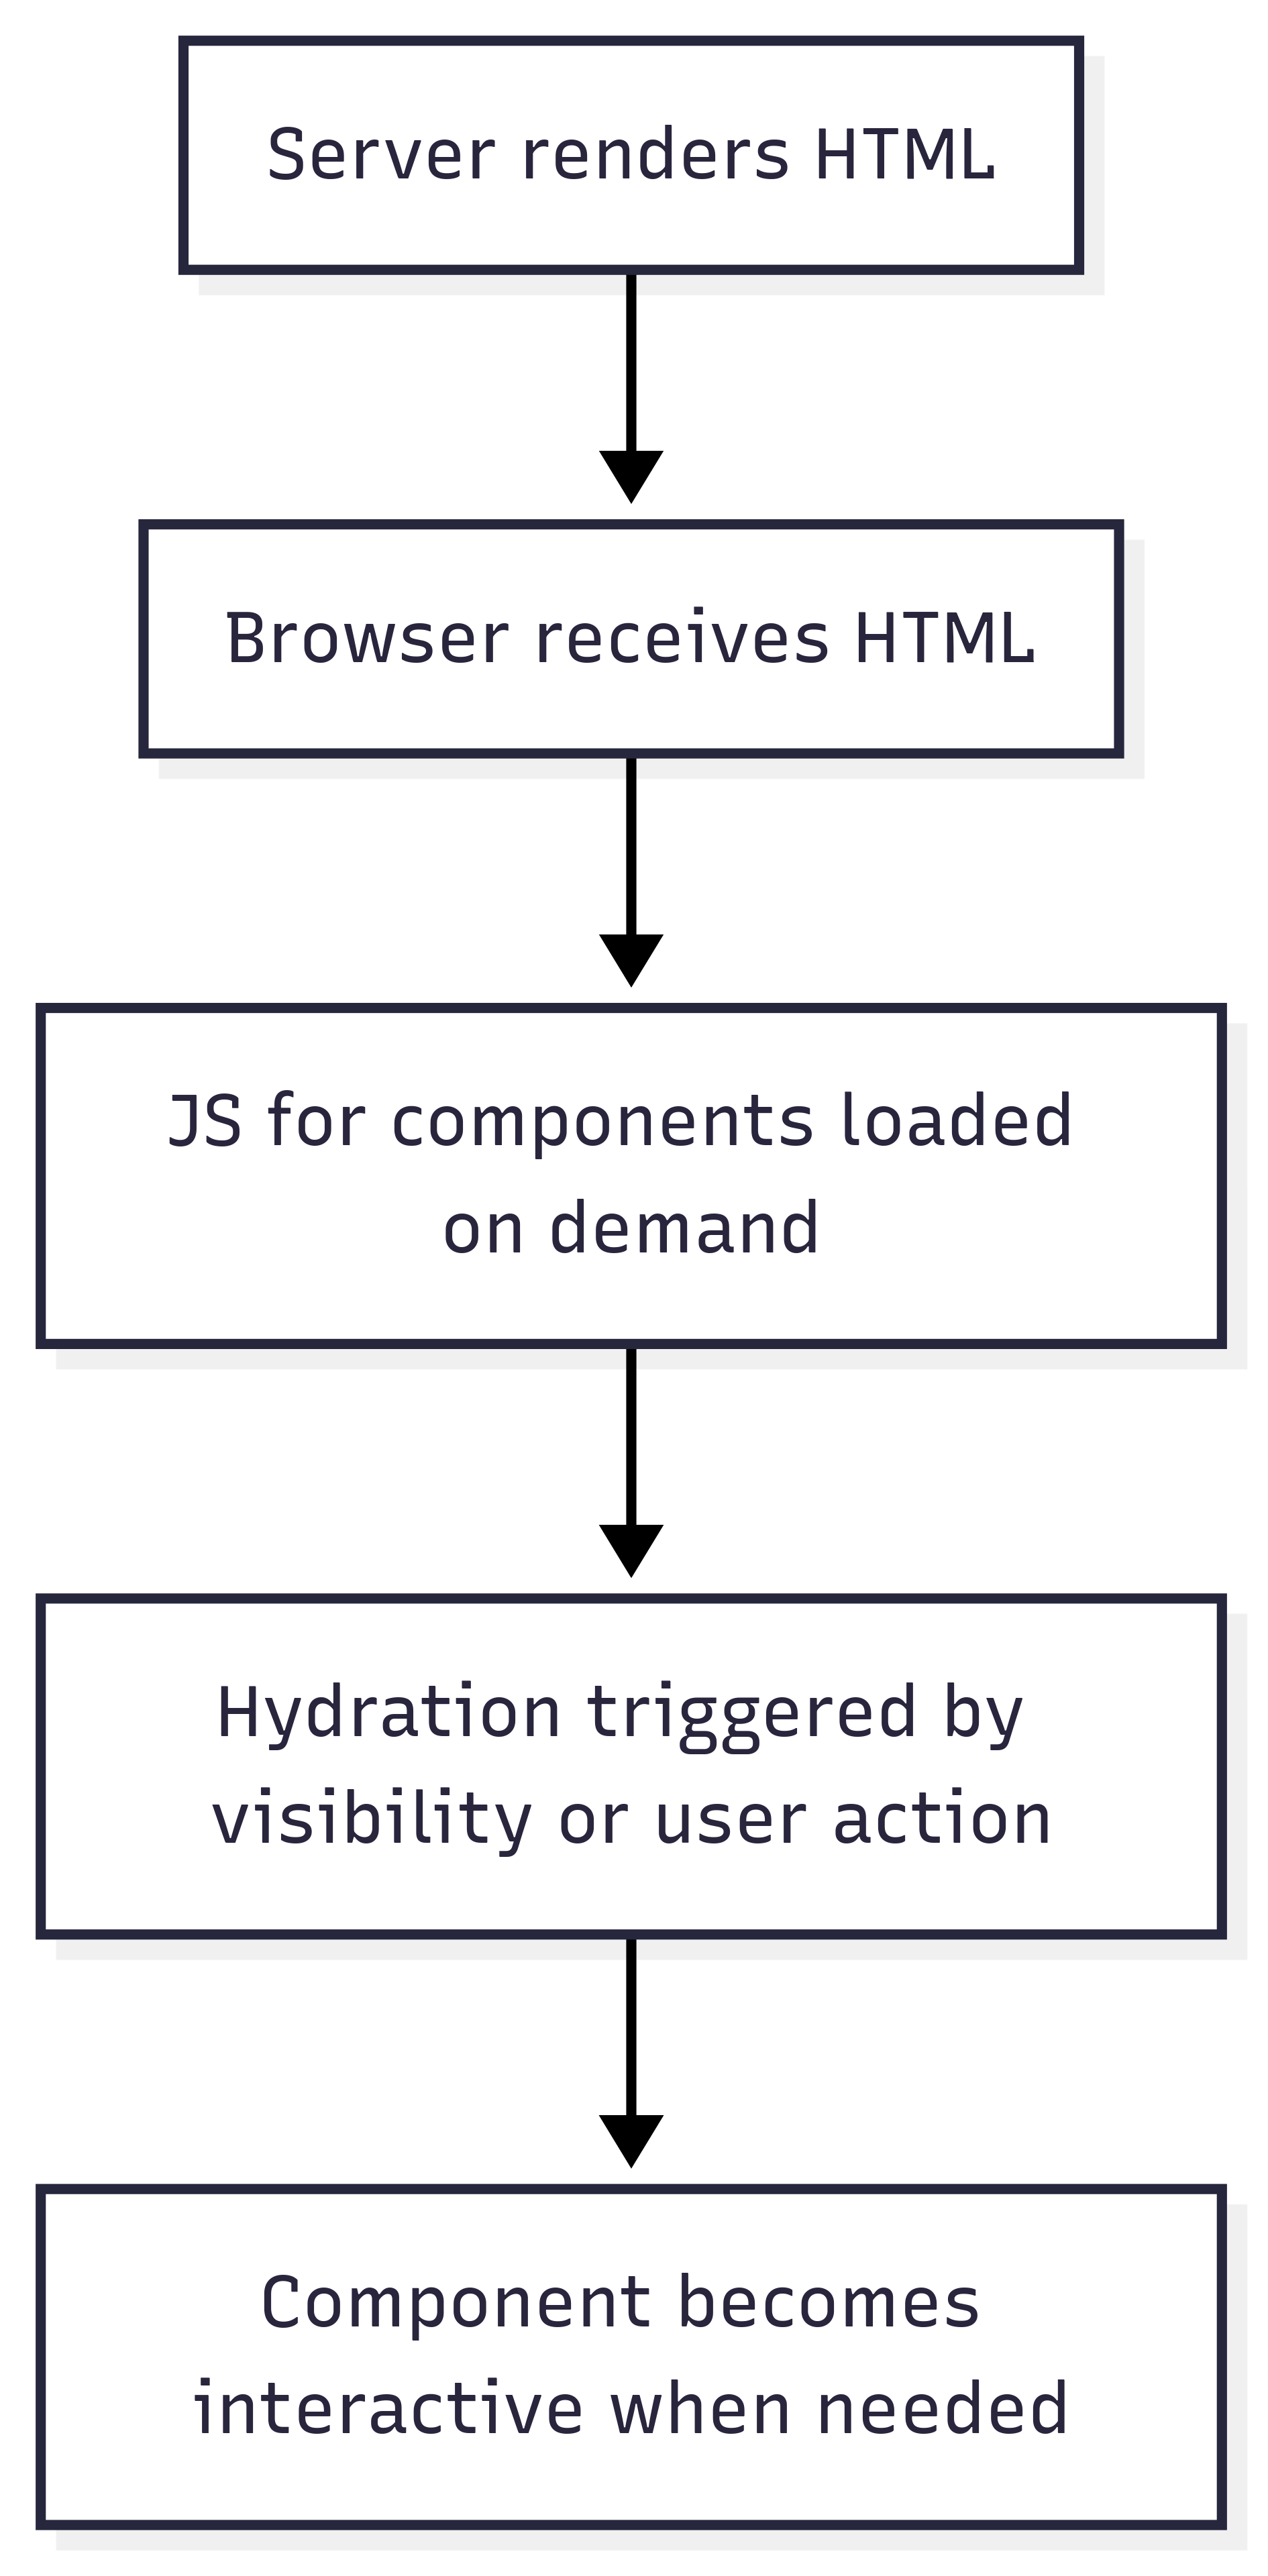 Server renders HTML
Browser receives HTML
JS for components loaded
on demand
Hydration triggered by
visibility or user action
Component becomes
interactive when needed